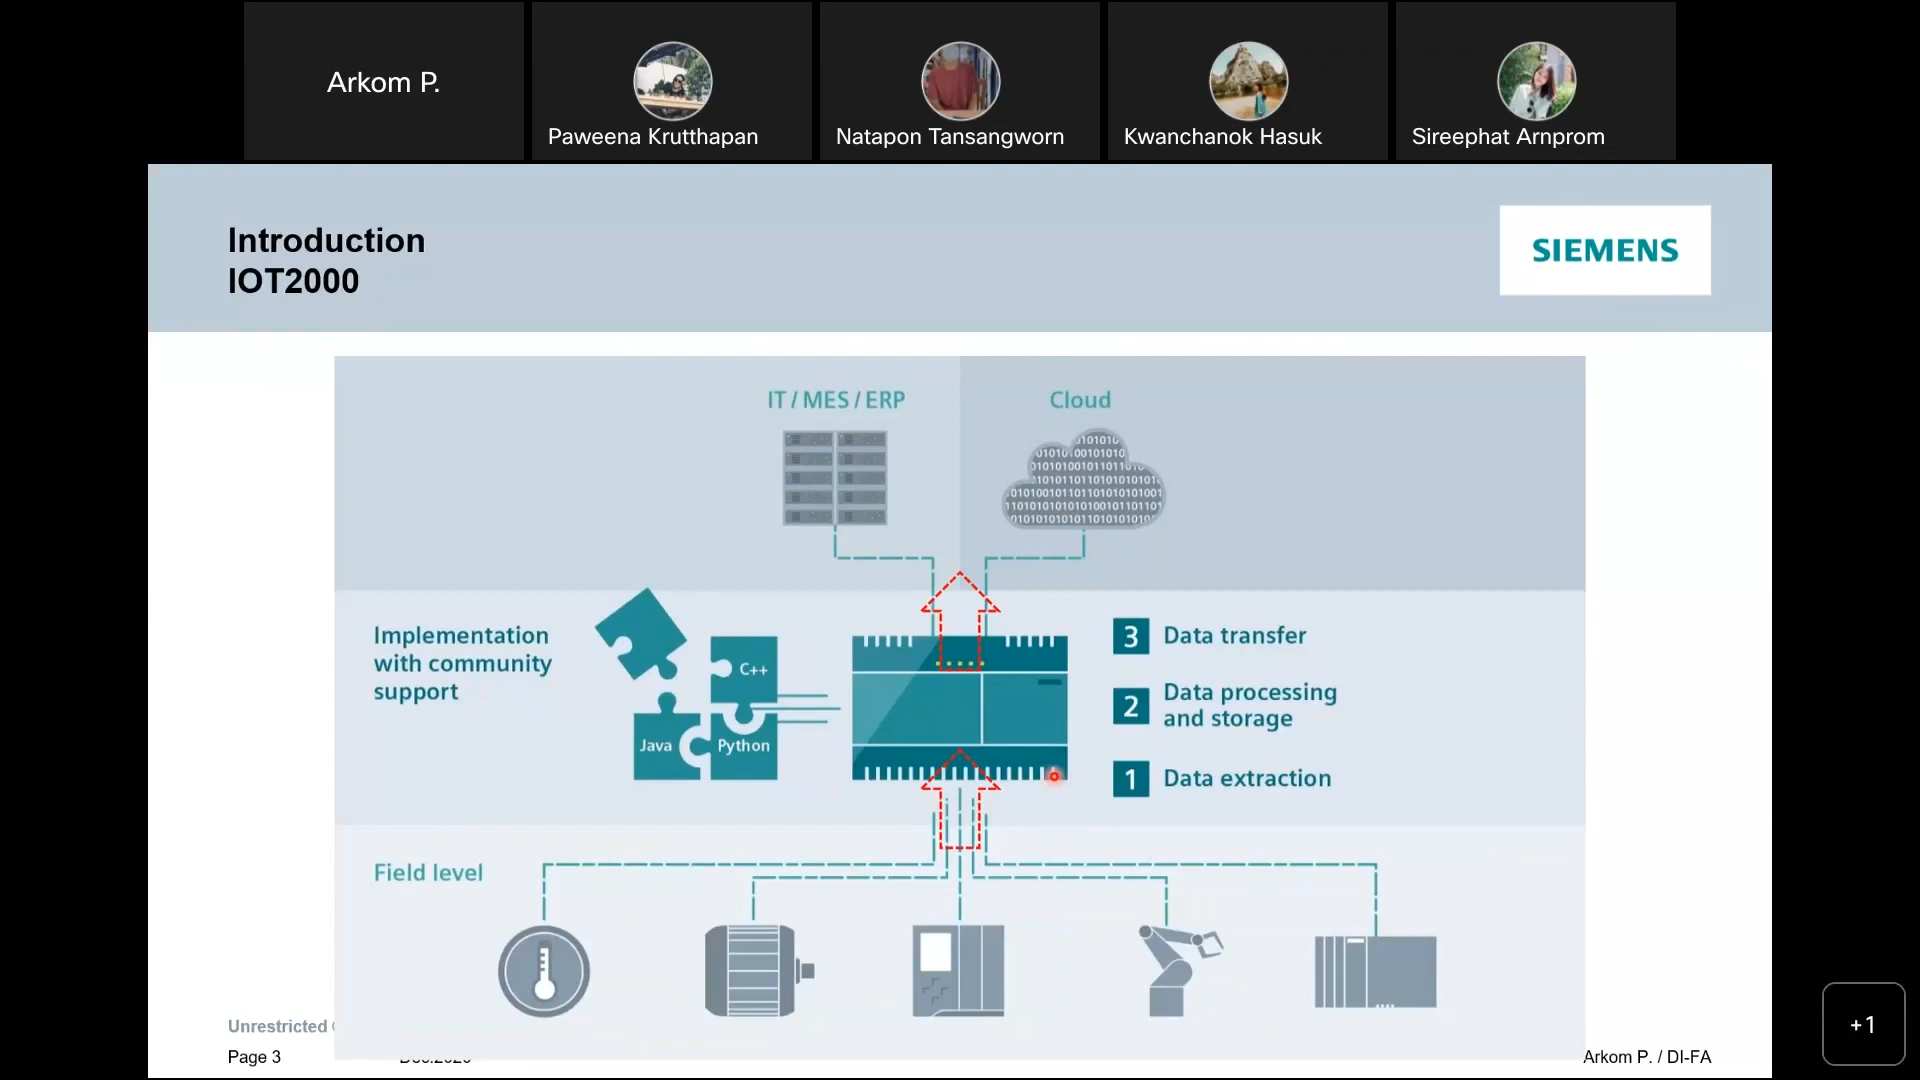 Arkom P.
Paweena Krutthapan
Natapon Tansangworn
Kwanchanok Hasuk
Sireephat Arnprom
Introduction
IOT2000
SIEMENS
IT / MES / ERP
Cloud
Implementation
with community
support
C++
Java
Python
3 Data transfer
2 Data processing
and storage
1 Data extraction
Field level
Unrestricted
Page 3
Arkom P. / DI-FA
+1